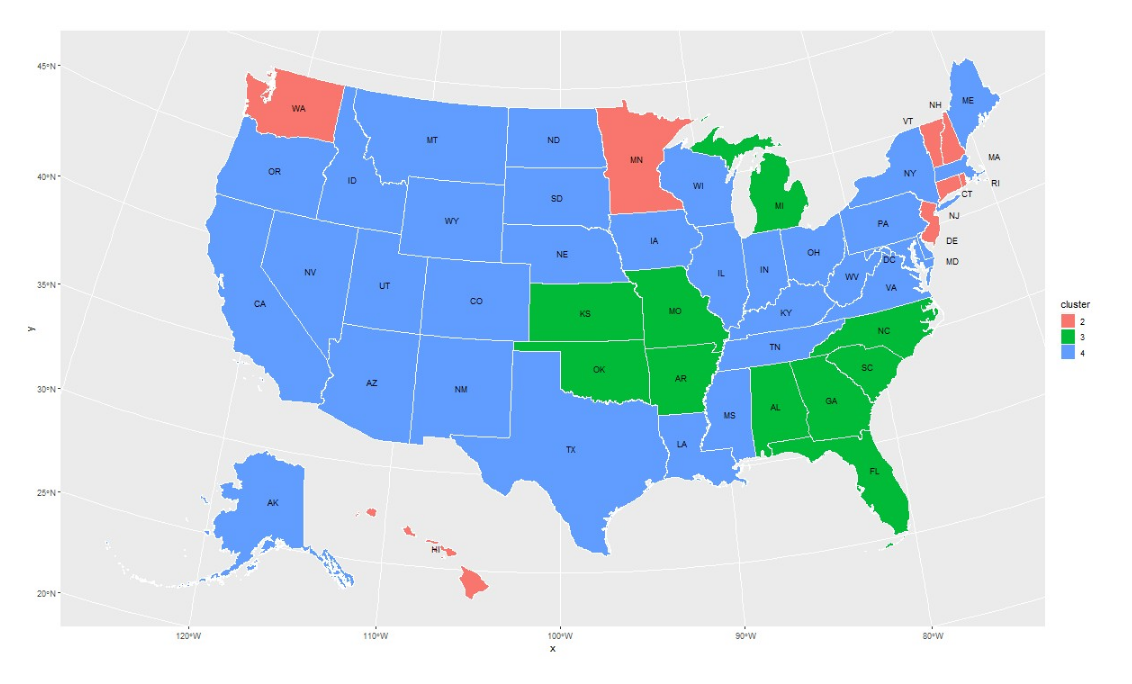 45°N
40°N
35°N
30°N
25°N
20°N
y
WA
MT
ND
MN
ME
NH
VT
MA
OR
ID
SD
WI
NY
RI
CT
WY
MI
NJ
PA
DE
NE
IA
OH
DC
MD
NV
UT
CO
IL
IN
WV
VA
CA
KS
MO
KY
NC
TN
AZ
NM
OK
AR
SC
MS
AL
GA
TX
LA
FL
AK
HI
cluster
2
3
4
120°W
110°W
100°W
90°W
80°W
x